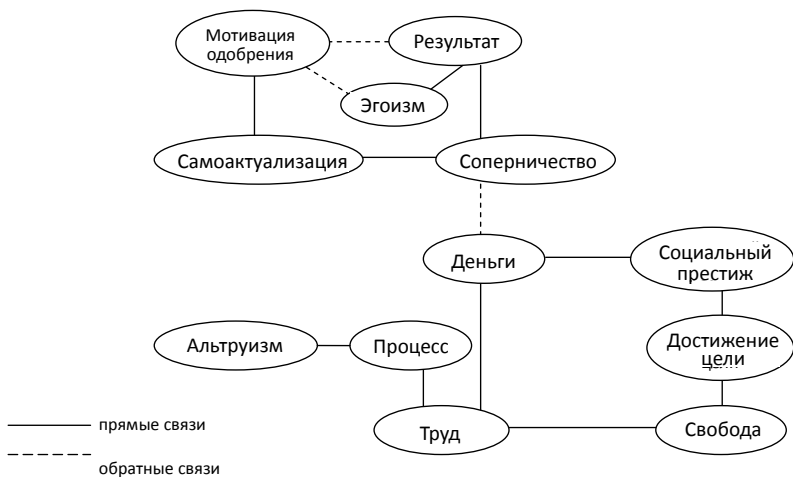 Мотивация
одобрения
Результат
Эгоизм
Самоактуализация
Соперничество
Деньги
Социальный
престиж
Альтруизм
Процесс
Достижение
цели
Труд
Свобода
прямые связи
обратные связи